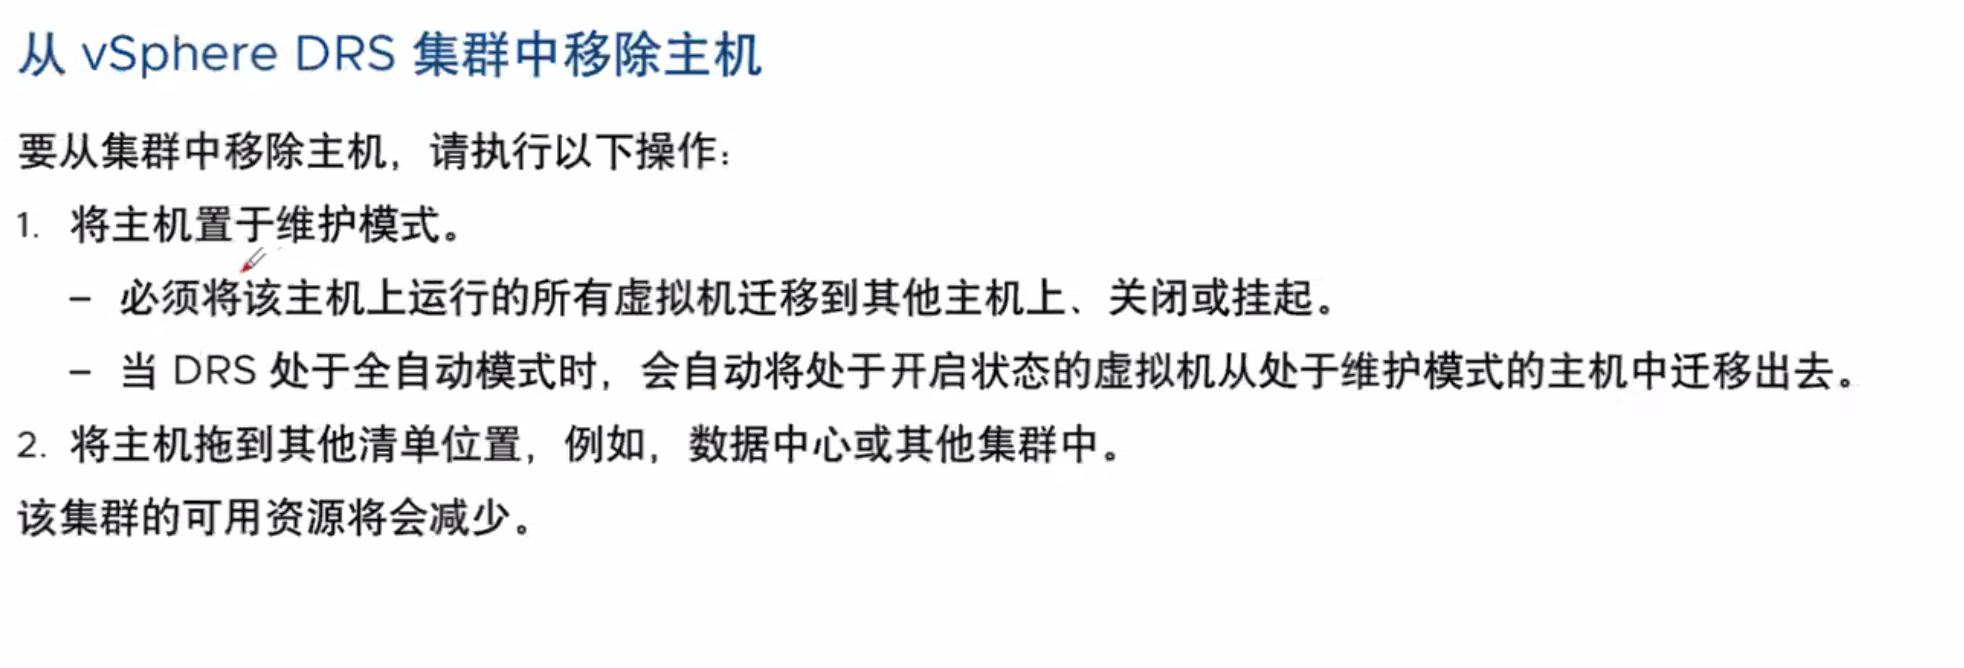 从 vSphere DRS 集群中移除主机
要从集群中移除主机，请执行以下操作：
1. 将主机置于维护模式。
– 必须将该主机上运行的所有虚拟机迁移到其他主机上、关闭或挂起。
– 当 DRS 处于全自动模式时，会自动将处于开启状态的虚拟机从处于维护模式的主机中迁移出去。
2. 将主机拖到其他清单位置，例如，数据中心或其他集群中。
该集群的可用资源将会减少。